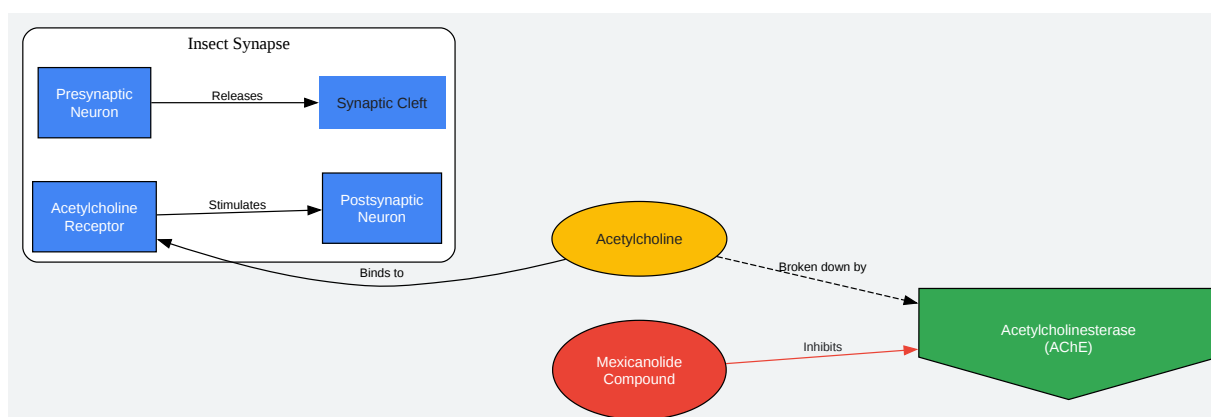 Insect Synapse
Presynaptic
Neuron
Releases
Synaptic Cleft
Acetylcholine
Receptor
Stimulates
Postsynaptic
Neuron
Acetylcholine
Binds to
Broken down by
Mexicanolide
Compound
Inhibits
Acetylcholinesterase
(AChE)